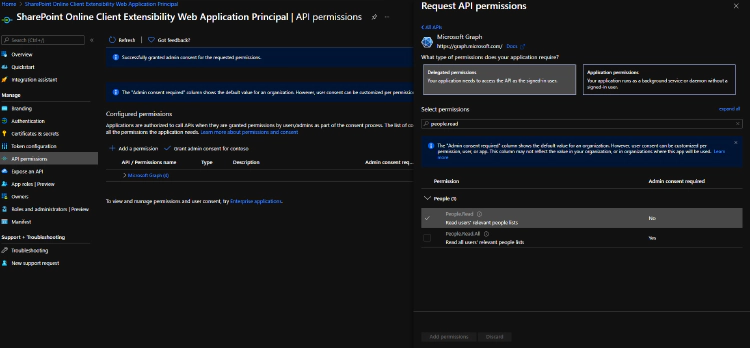 Home > SharePoint Online Client Extensibility Web Application Principal
SharePoint Online Client Extensibility Web Application Principal | API permissions
Search (Ctrl+/)
Overview
Quickstart
Integration assistant
Manage
Branding
Authentication
Certificates & secrets
Token configuration
API permissions
Expose an API
App roles | Preview
Owners
Roles and administrators | Preview
Manifest
Support + Troubleshooting
Troubleshooting
New support request
Refresh
Got feedback?
Successfully granted admin consent for the requested permissions.
The "Admin consent required" column shows the default value for an organization. However, user consent can be customized per permission
Configured permissions
Applications are authorized to call APIs when they are granted permissions by users/admins as part of the consent process. The list of co
all the permissions the application needs. Learn more about permissions and consent
Add a permission
Grant admin consent for contoso
API / Permissions name
Type
Description
Admin consent req...
Microsoft Graph (4)
To view and manage permissions and user consent, try Enterprise applications.
Request API permissions
All APIs
Microsoft Graph
https://graph.microsoft.com/ Docs
What type of permissions does your application require?
Delegated permissions
Your application needs to access the API as the signed-in user.
Application permissions
Your application runs as a background service or daemon without a
signed-in user.
Select permissions
expand all
people.read
The "Admin consent required" column shows the default value for an organization. However, user consent can be customized per
permission, user, or app. This column may not reflect the value in your organization, or in organizations where this app will be used. Learn
more
Permission
Admin consent required
People (1)
People.Read
Read users' relevant people lists
No
People.Read.All
Read all users' relevant people lists
Yes
Add permissions
Discard